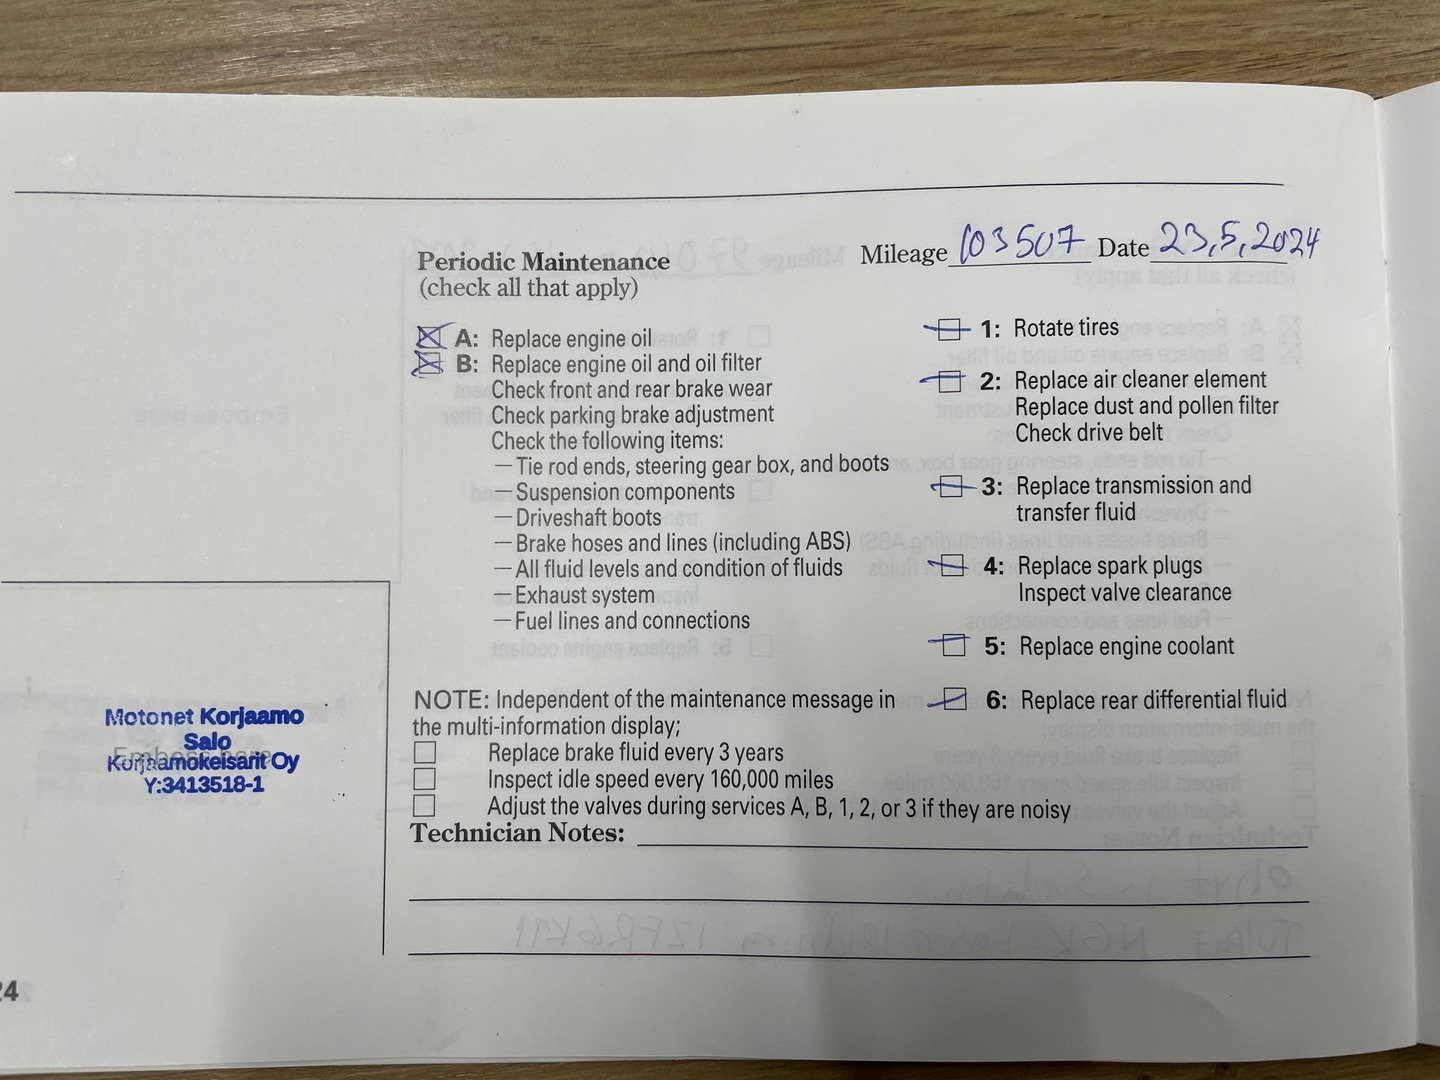 Mileage 103507 Date 23,5,2024
Periodic Maintenance
(check all that apply)
A: Replace engine oil
B: Replace engine oil and oil filter
Check front and rear brake wear
Check parking brake adjustment
Check the following items:
—Tie rod ends, steering gear box, and boots
—Suspension components
—Driveshaft boots
—Brake hoses and lines (including ABS)
—All fluid levels and condition of fluids
—Exhaust system
—Fuel lines and connections
1: Rotate tires
2: Replace air cleaner element
Replace dust and pollen filter
Check drive belt
3: Replace transmission and
transfer fluid
4: Replace spark plugs
Inspect valve clearance
5: Replace engine coolant
6: Replace rear differential fluid
NOTE: Independent of the maintenance message in
the multi-information display;
Replace brake fluid every 3 years
Inspect idle speed every 160,000 miles
Adjust the valves during services A, B, 1, 2, or 3 if they are noisy
Technician Notes:
Motonet Korjaamo
Salo
Emboss here
Korjaamokeisarit Oy
Y:3413518-1
24